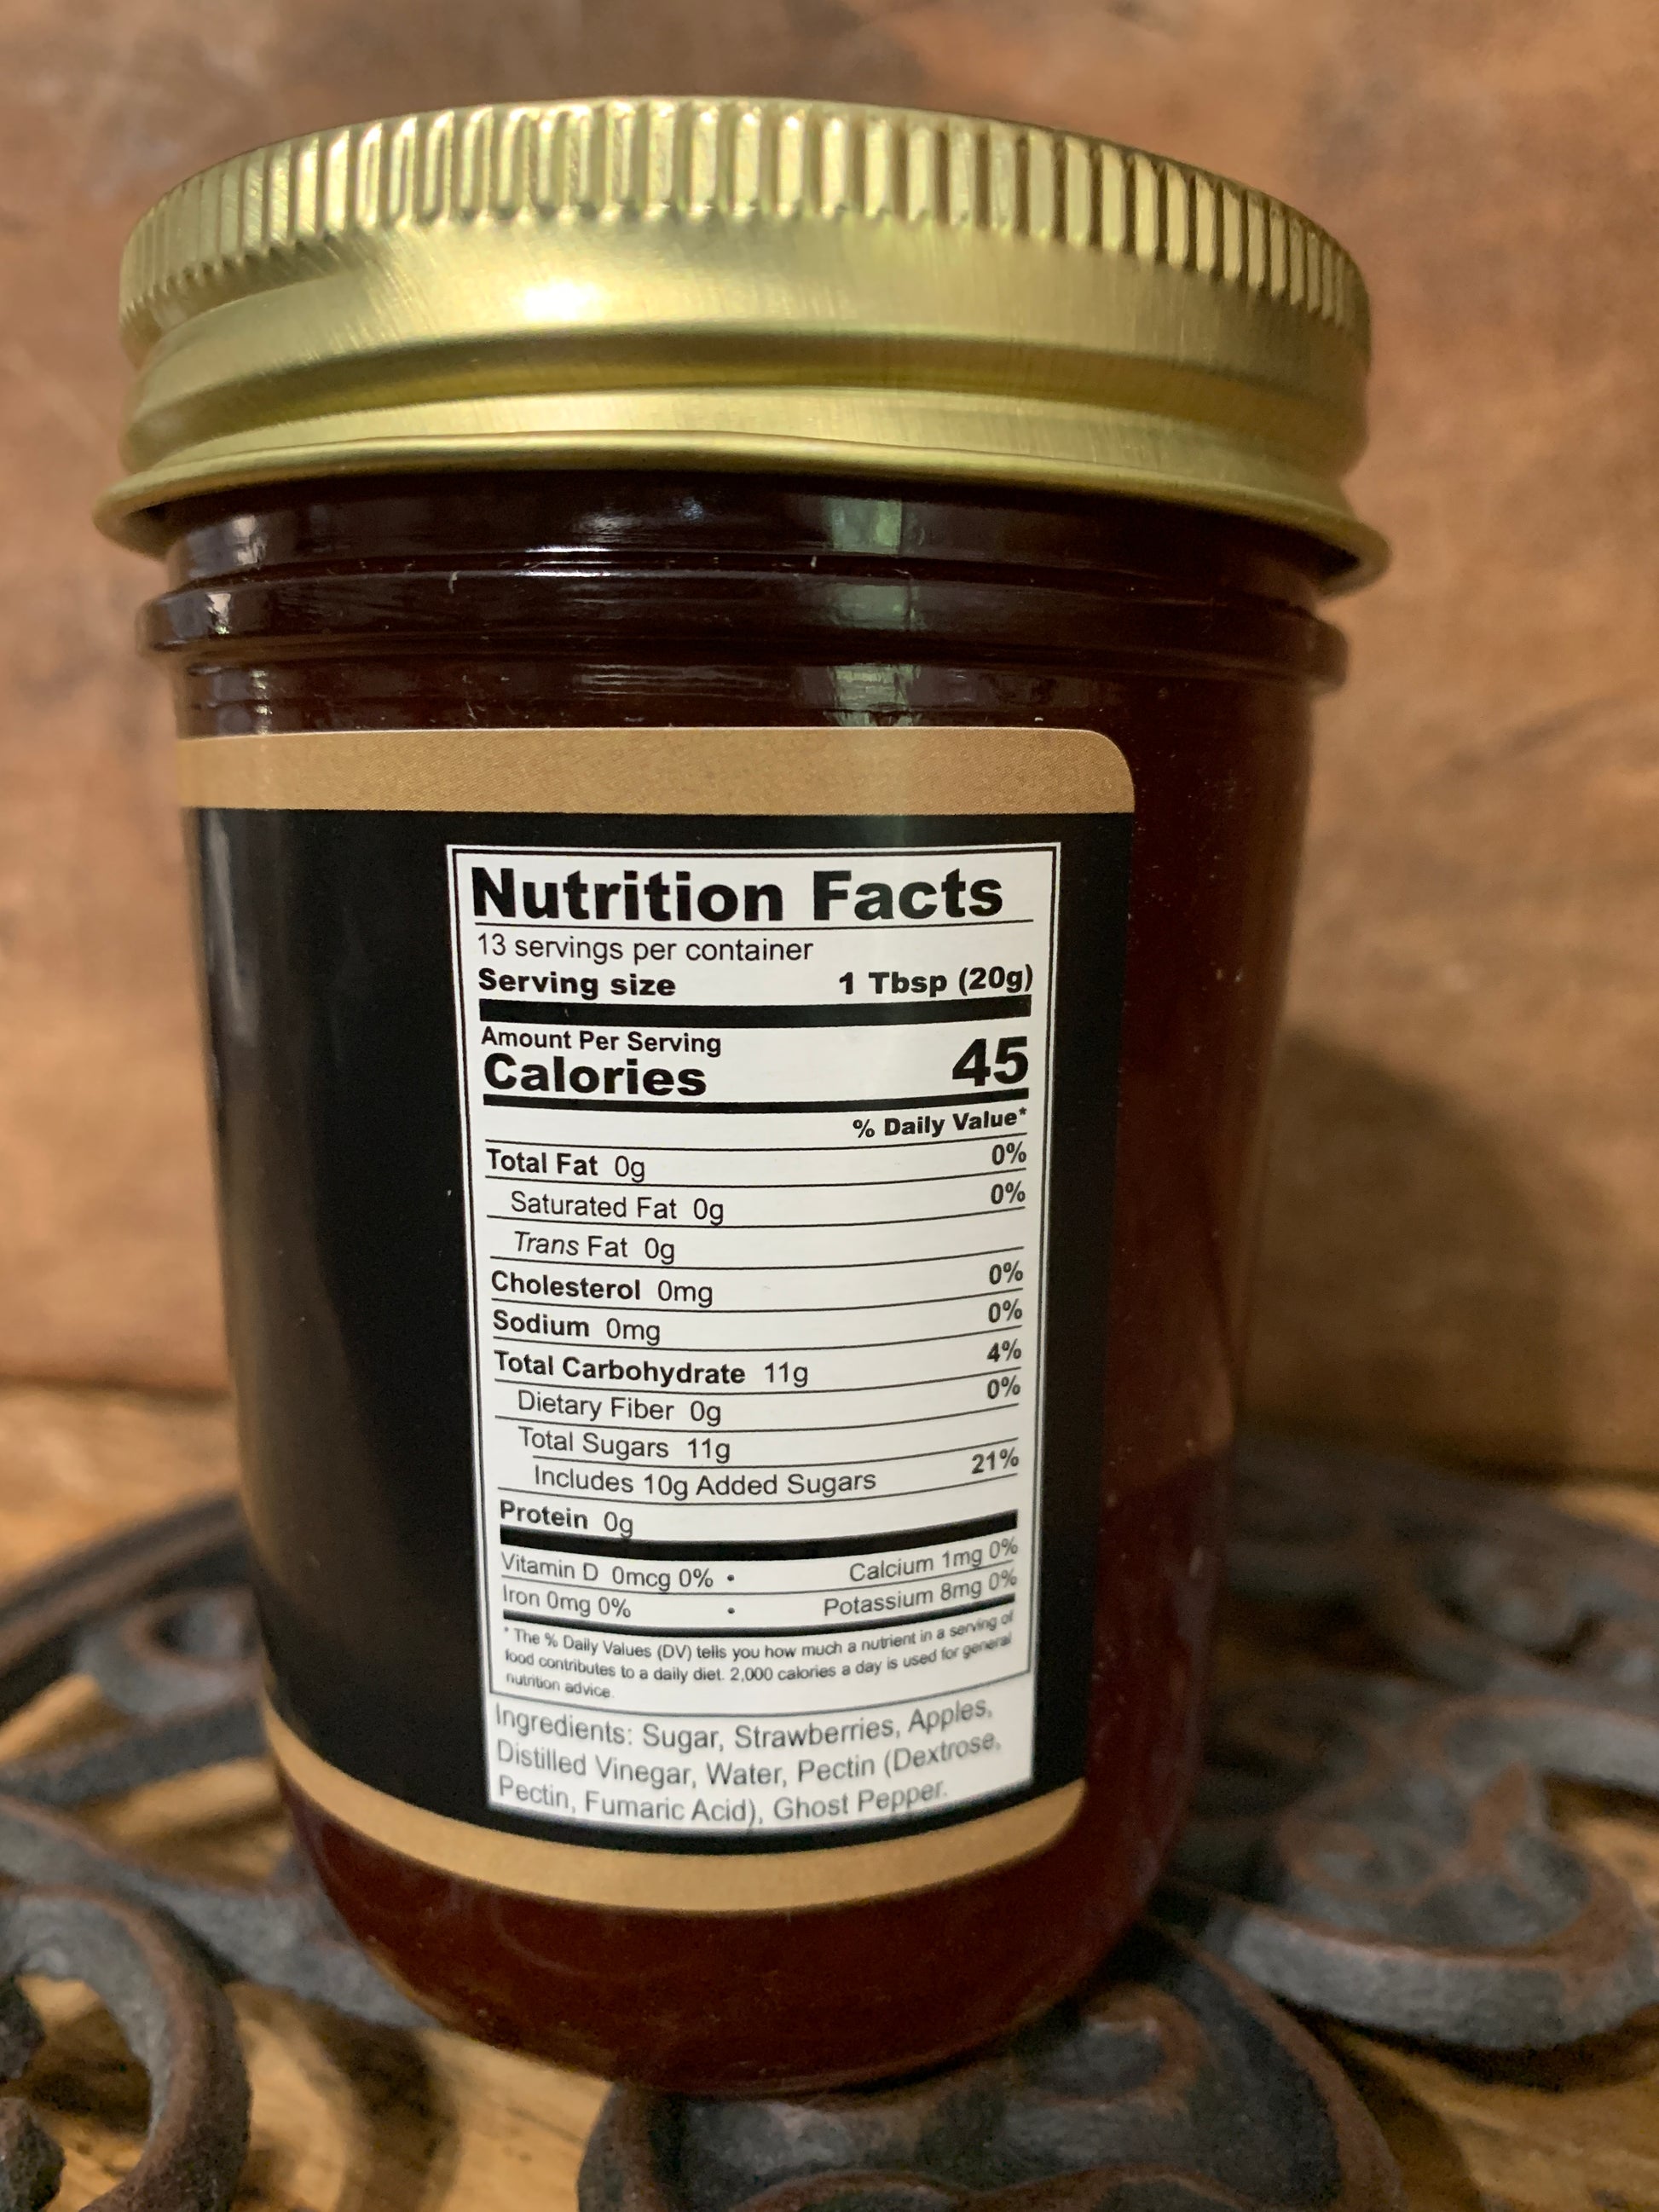 Nutrition Facts
13 servings per container
Serving size 1 Tbsp (20g)
Amount Per Serving
Calories 45
% Daily Value*
Total Fat 0g 0%
Saturated Fat 0g 0%
Trans Fat 0g
Cholesterol 0mg 0%
Sodium 0mg 0%
Total Carbohydrate 11g 4%
Dietary Fiber 0g 0%
Total Sugars 11g
Includes 10g Added Sugars 21%
Protein 0g
Vitamin D 0mcg 0% • Calcium 1mg 0%
Iron 0mg 0% • Potassium 8mg 0%
* The % Daily Values (DV) tells you how much a nutrient in a serving of
food contributes to a daily diet. 2,000 calories a day is used for general
nutrition advice.
Ingredients: Sugar, Strawberries, Apples,
Distilled Vinegar, Water, Pectin (Dextrose,
Pectin, Fumaric Acid), Ghost Pepper.